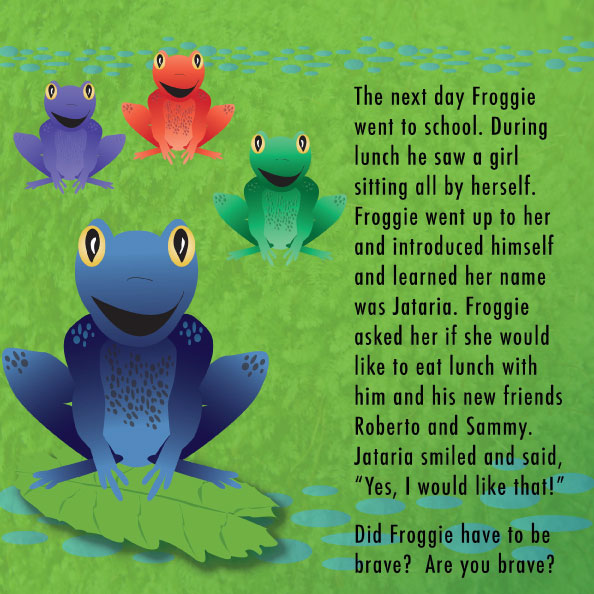 The next day Froggie
went to school. During
lunch he saw a girl
sitting all by herself.
Froggie went up to her
and introduced himself
and learned her name
was Jataria. Froggie
asked her if she would
like to eat lunch with
him and his new friends
Roberto and Sammy.
Jataria smiled and said,
“Yes, I would like that!”
Did Froggie have to be
brave?  Are you brave?